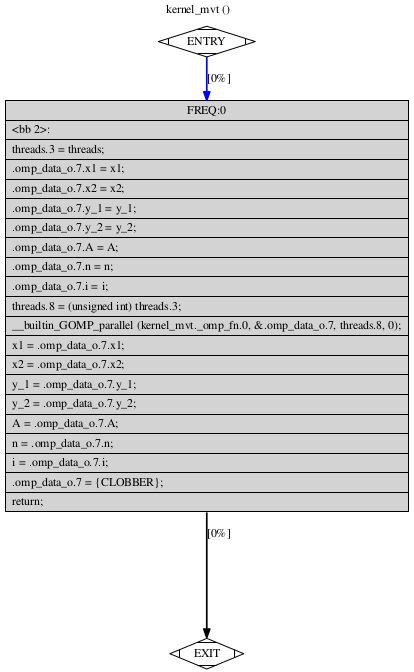 kernel_mvt ()
ENTRY
[0%]
FREQ:0
<bb 2>:
threads.3 = threads;
.omp_data_o.7.x1 = x1;
.omp_data_o.7.x2 = x2;
.omp_data_o.7.y_1 = y_1;
.omp_data_o.7.y_2 = y_2;
.omp_data_o.7.A = A;
.omp_data_o.7.n = n;
.omp_data_o.7.i = i;
threads.8 = (unsigned int) threads.3;
__builtin_GOMP_parallel (kernel_mvt._omp_fn.0, &.omp_data_o.7, threads.8, 0);
x1 = .omp_data_o.7.x1;
x2 = .omp_data_o.7.x2;
y_1 = .omp_data_o.7.y_1;
y_2 = .omp_data_o.7.y_2;
A = .omp_data_o.7.A;
n = .omp_data_o.7.n;
i = .omp_data_o.7.i;
.omp_data_o.7 = {CLOBBER};
return;
[0%]
EXIT